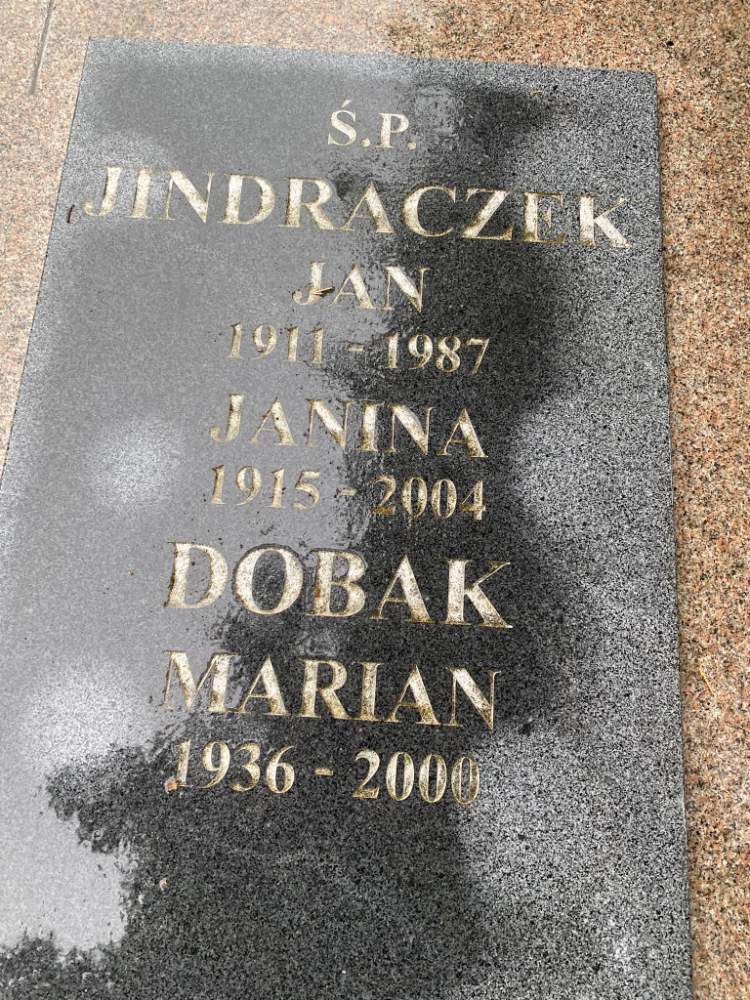 Ś.P.
JINDRACZEK
JAN
1911 - 1987
JANINA
1915 - 2004
DOBAK
MARIAN
1936 - 2000